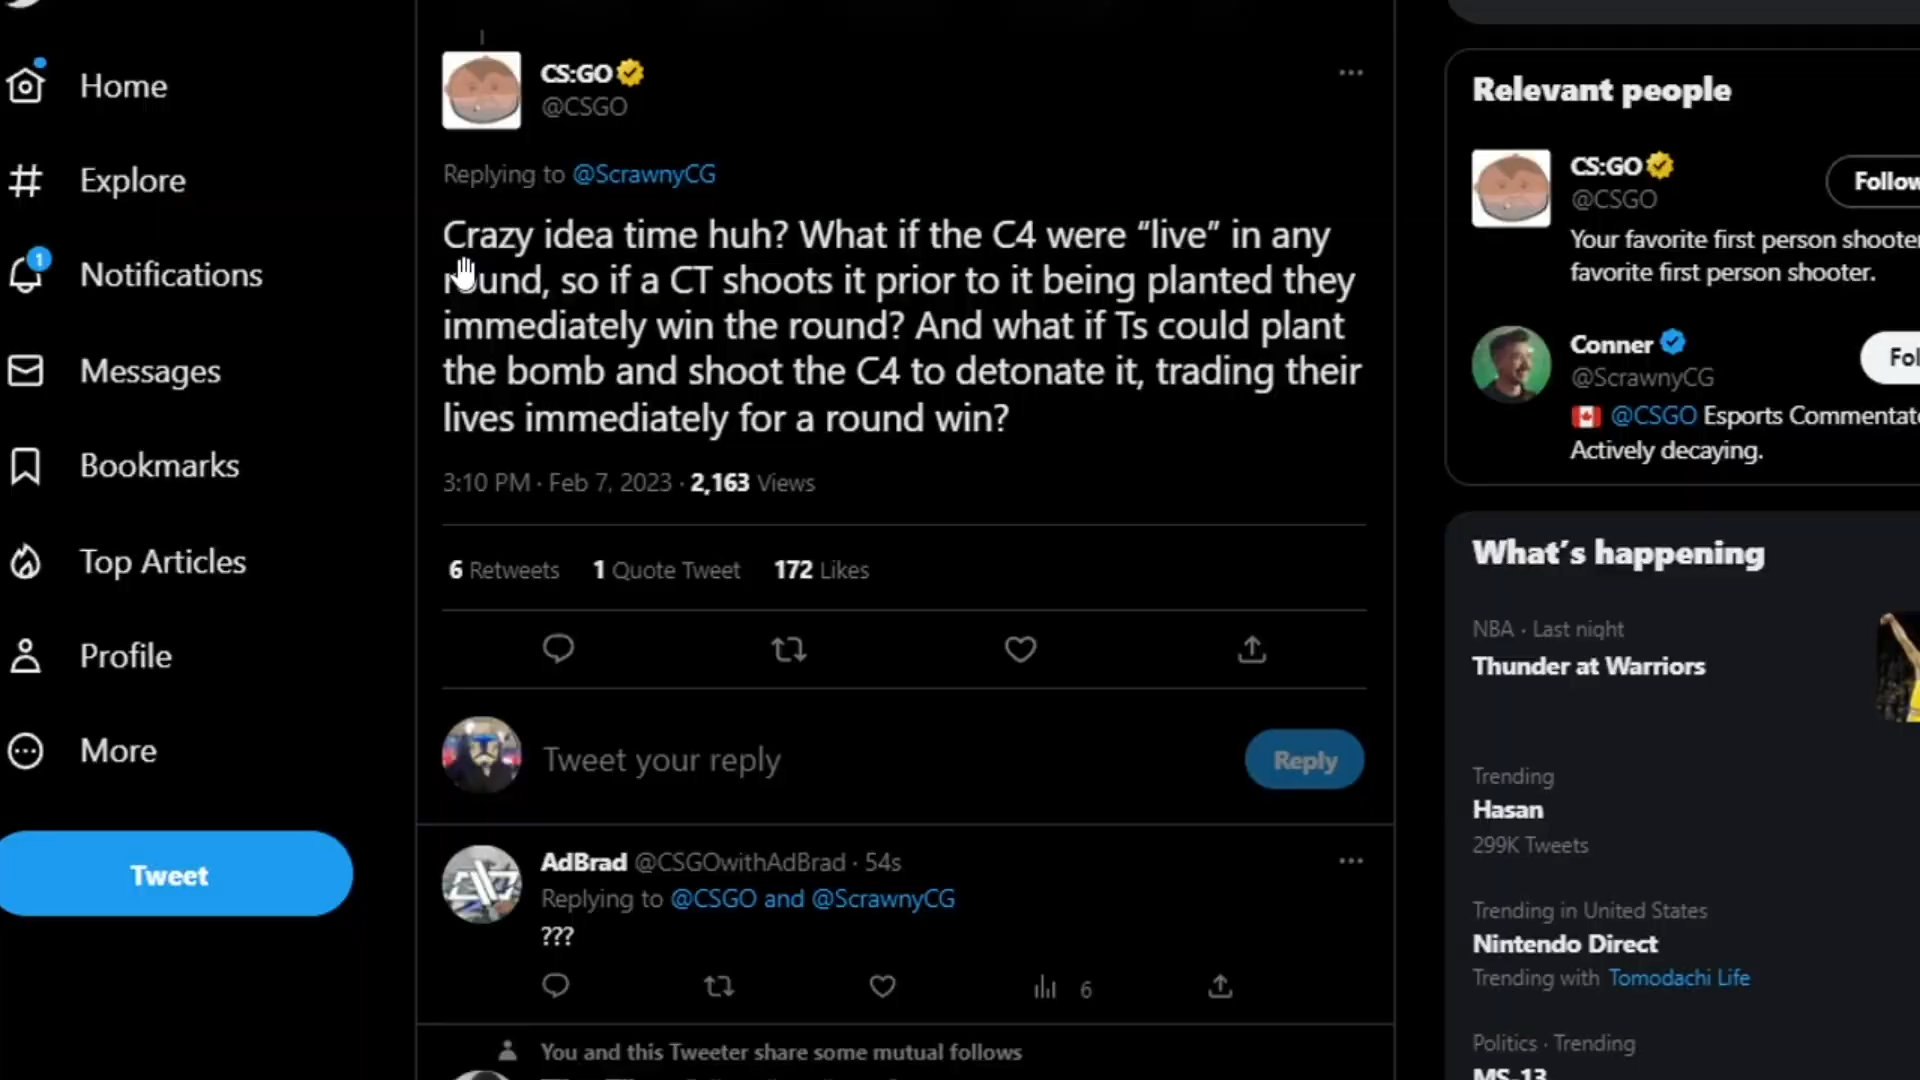 Home
Explore
1
Notifications
Messages
Bookmarks
Top Articles
Profile
More
Tweet
CS:GO
@CSGO
Replying to @ScrawnyCG
Crazy idea time huh? What if the C4 were “live” in any
round, so if a CT shoots it prior to it being planted they
immediately win the round? And what if Ts could plant
the bomb and shoot the C4 to detonate it, trading their
lives immediately for a round win?
3:10 PM · Feb 7, 2023 · 2,163 Views
6 Retweets 1 Quote Tweet 172 Likes
Tweet your reply
Reply
AdBrad @CSGOwithAdBrad · 54s
Replying to @CSGO and @ScrawnyCG
???
6
You and this Tweeter share some mutual follows
Relevant people
CS:GO
@CSGO
Follow
Your favorite first person shooter
favorite first person shooter.
Conner
@ScrawnyCG
Fol
@CSGO Esports Commentato
Actively decaying.
What's happening
NBA · Last night
Thunder at Warriors
Trending
Hasan
299K Tweets
Trending in United States
Nintendo Direct
Trending with Tomodachi Life
Politics · Trending
MS-13